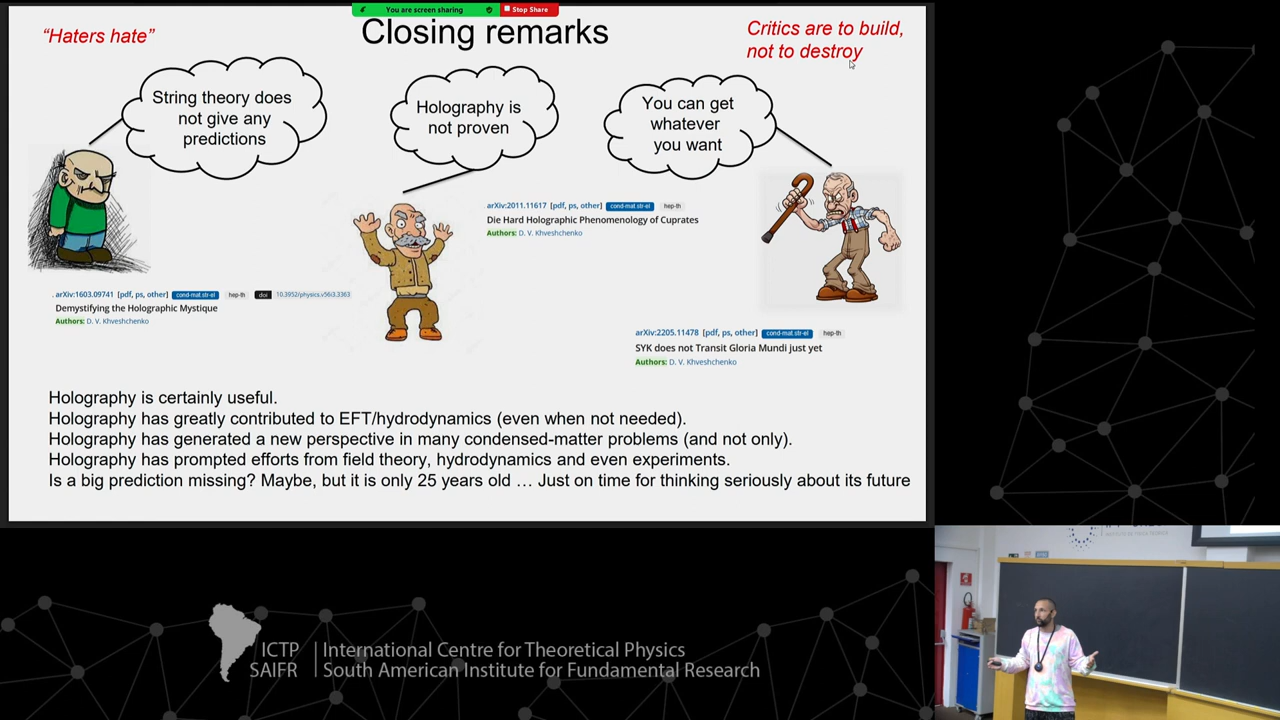 You are screen sharing
Stop Share
"Haters hate"
Closing remarks
Critics are to build,
not to destroy
String theory does
not give any
predictions
Holography is
not proven
You can get
whatever
you want
arXiv:2011.11617 [pdf, ps, other] cond-mat.str-el hep-th
Die Hard Holographic Phenomenology of Cuprates
Authors: D. V. Khveshchenko
. arXiv:1603.09741 [pdf, ps, other] cond-mat.str-el hep-th doi 10.3952/physics.v56i3.3363
Demystifying the Holographic Mystique
Authors: D. V. Khveshchenko
arXiv:2205.11478 [pdf, ps, other] cond-mat.str-el hep-th
SYK does not Transit Gloria Mundi just yet
Authors: D. V. Khveshchenko
Holography is certainly useful.
Holography has greatly contributed to EFT/hydrodynamics (even when not needed).
Holography has generated a new perspective in many condensed-matter problems (and not only).
Holography has prompted efforts from field theory, hydrodynamics and even experiments.
Is a big prediction missing? Maybe, but it is only 25 years old … Just on time for thinking seriously about its future
ICTP
SAIFR
International Centre for Theoretical Physics
South American Institute for Fundamental Research